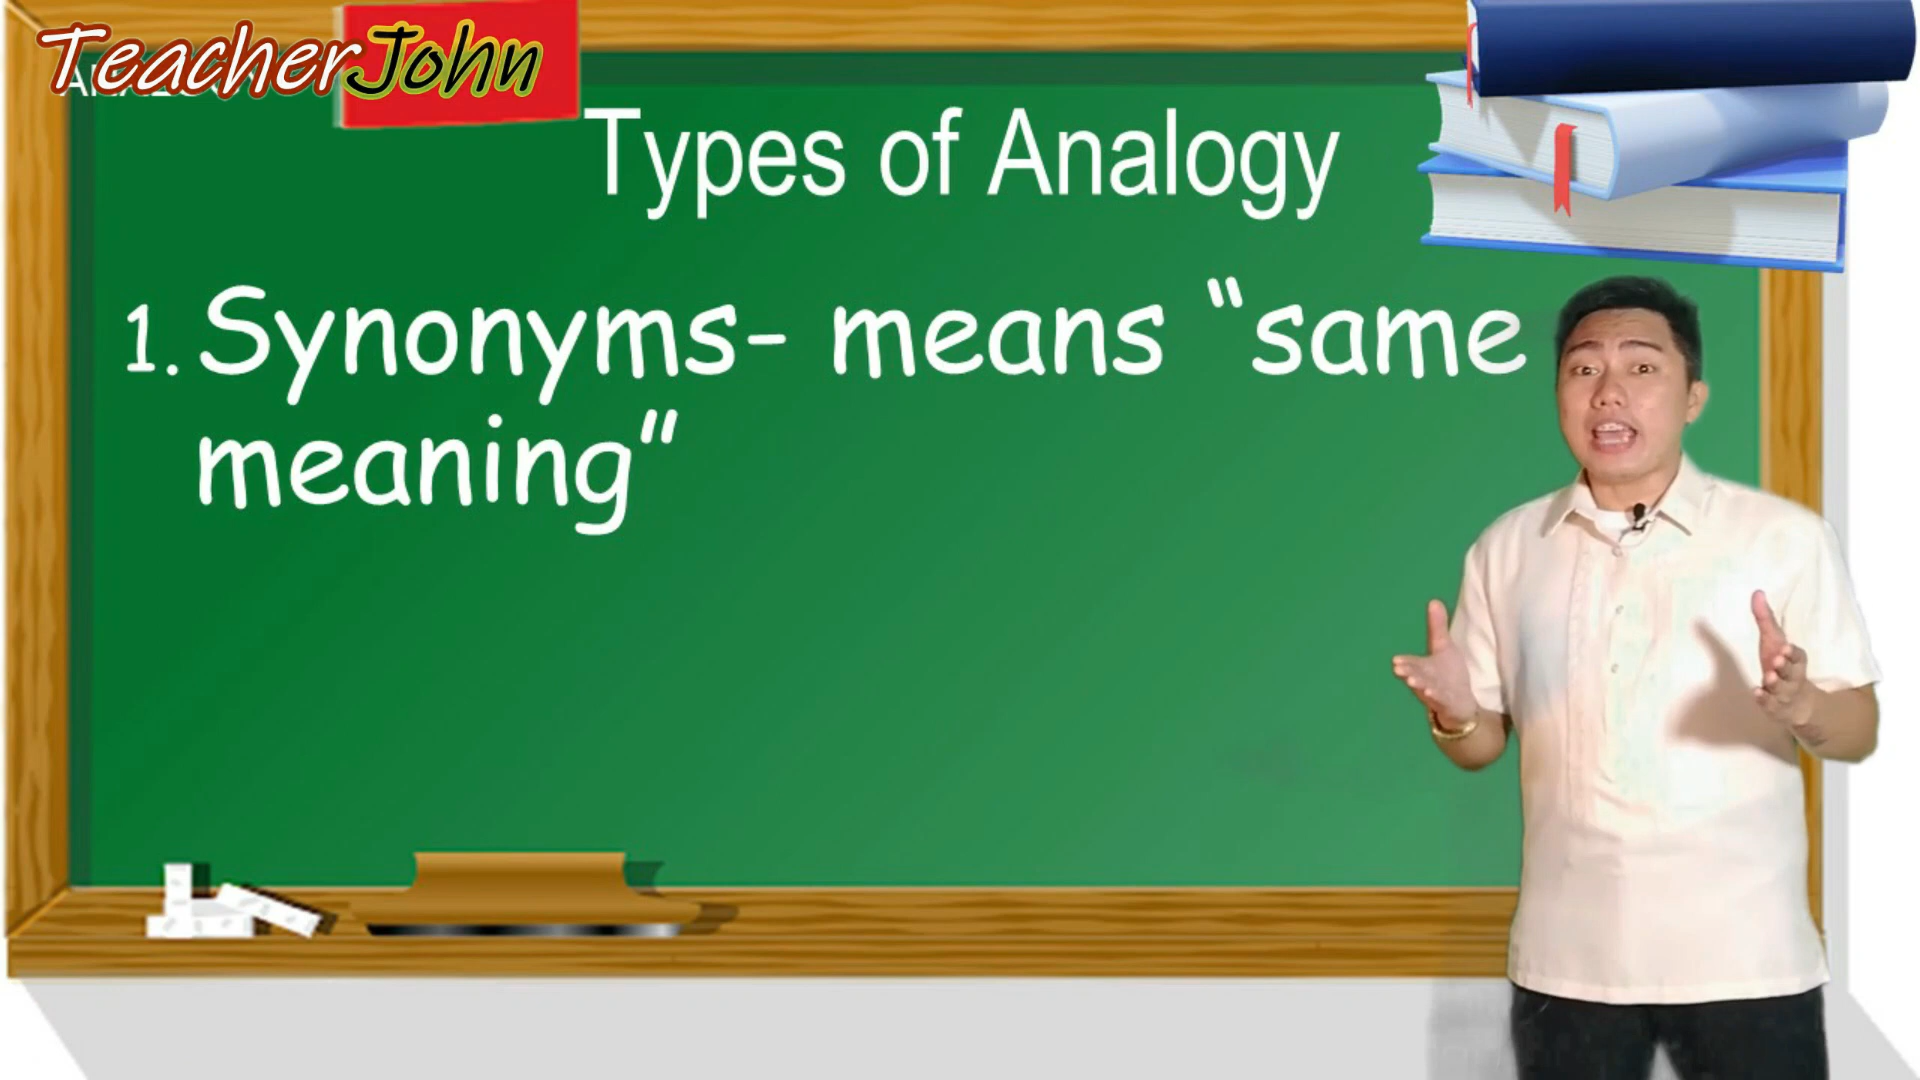 TeacherJohn
Types of Analogy
1. Synonyms- means “same
meaning”